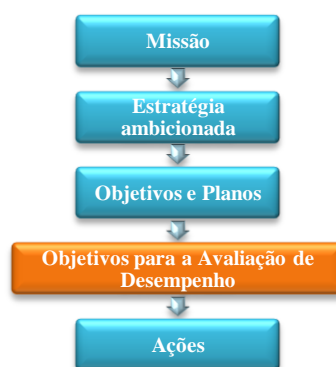 Missão
Estratégia
ambicionada
Objetivos e Planos
Objetivos para a Avaliação de
Desempenho
Ações